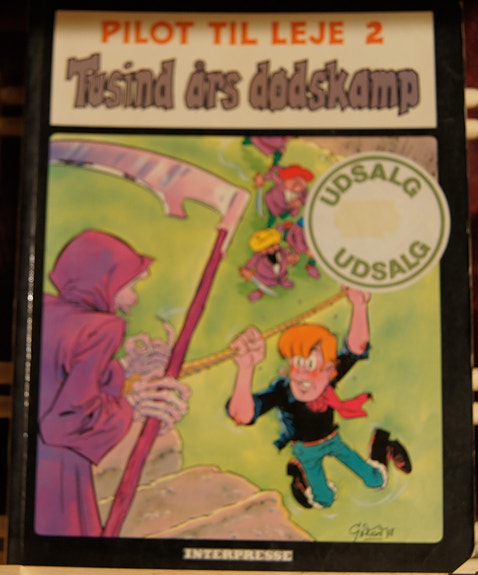 PILOT TIL LEJE 2
Tusind års dødskamp
UDSALG
UDSALG
INTERPRESSE